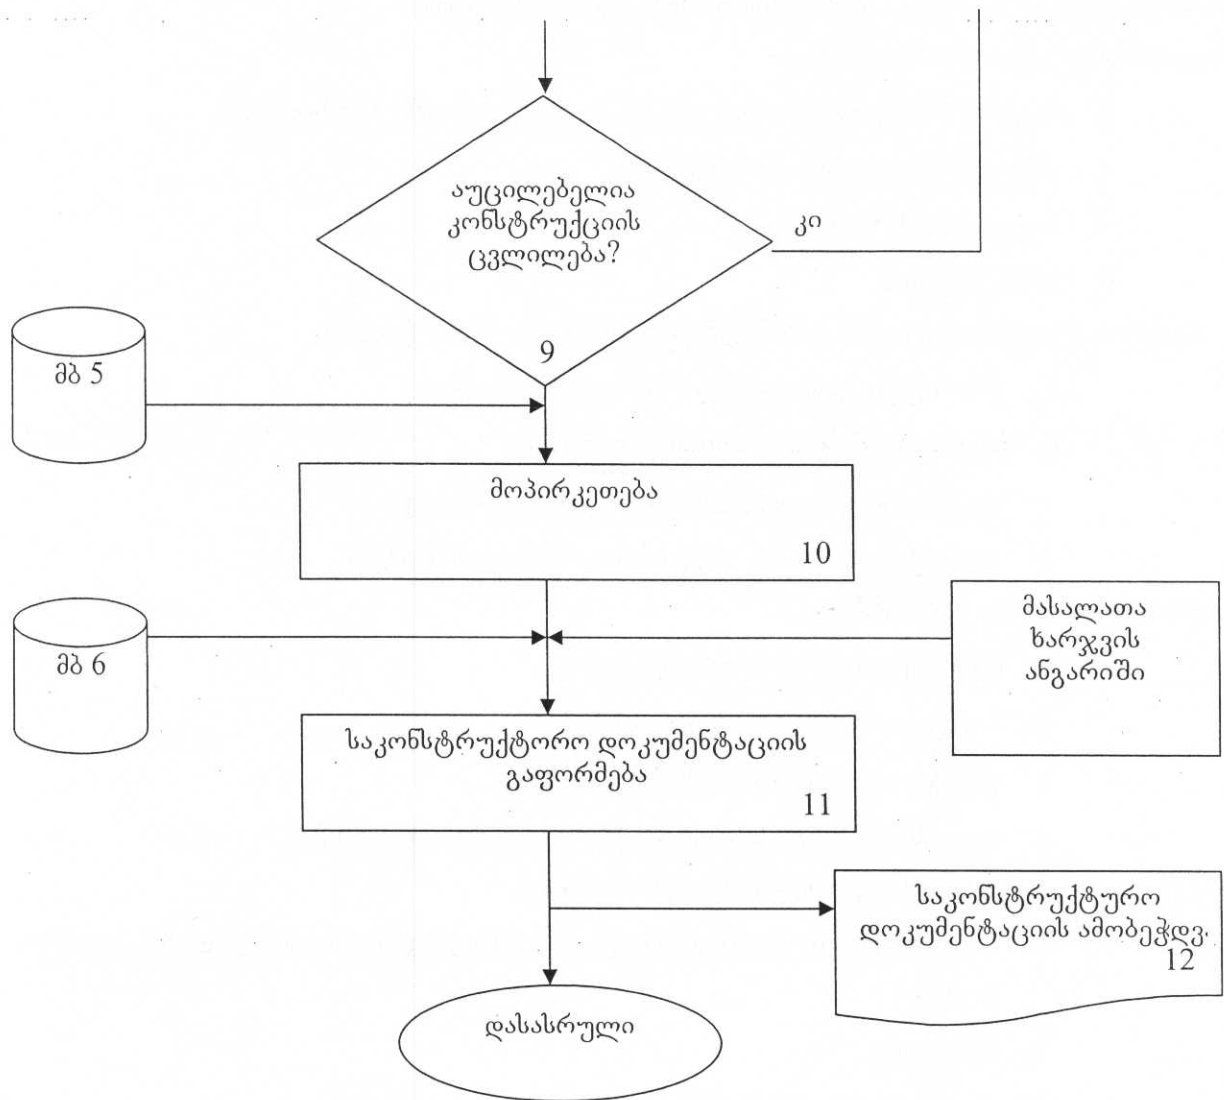 აუცილებელია
კონსტრუქციის
ცვლილება?
კი
9
მბ 5
მოპირკეთება
10
მბ 6
მასალათა
ხარჯვის
ანგარიში
საკონსტრუქტორო დოკუმენტაციის
გაფორმება
11
საკონსტრუქტურო
დოკუმენტაციის ამობეჭდვ.
12
დასასრული